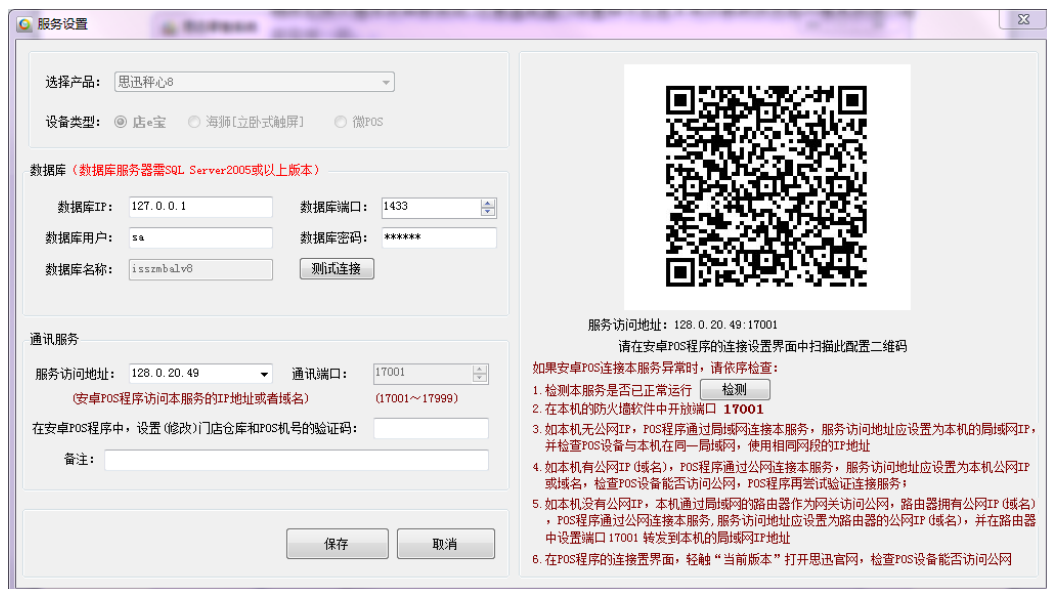 服务设置
选择产品： 思迅秤心8
设备类型： 店e宝 海狮[立卧式触屏] 微POS
数据库（数据库服务器需SQL Server2005或以上版本）
数据库IP： 127.0.0.1 数据库端口： 1433
数据库用户： sa 数据库密码： ******
数据库名称： isszmbalv8 测试连接
通讯服务
服务访问地址： 128.0.20.49 通讯端口： 17001
(安卓POS程序访问本服务的IP地址或者域名) (17001～17999)
在安卓POS程序中，设置(修改)门店仓库和POS机号的验证码：
备注：
保存 取消
服务访问地址：128.0.20.49:17001
请在安卓POS程序的连接设置界面中扫描此配置二维码
如果安卓POS连接本服务异常时，请依序检查：
1.检测本服务是否已正常运行 检测
2.在本机的防火墙软件中开放端口 17001
3.如本机无公网IP，POS程序通过局域网连接本服务，服务访问地址应设置为本机的局域网IP，
并检查POS设备与本机在同一局域网，使用相同网段的IP地址
4.如本机有公网IP(域名)，POS程序通过公网连接本服务，服务访问地址应设置为本机公网IP
或域名，检查POS设备能否访问公网，POS程序再尝试验证连接服务；
5.如本机没有公网IP，本机通过局域网的路由器作为网关访问公网，路由器拥有公网IP(域名)
，POS程序通过公网连接本服务,服务访问地址应设置为路由器的公网IP(域名)，并在路由器
中设置端口17001 转发到本机的局域网IP地址
6.在POS程序的连接置界面，轻触“当前版本”打开思迅官网，检查POS设备能否访问公网